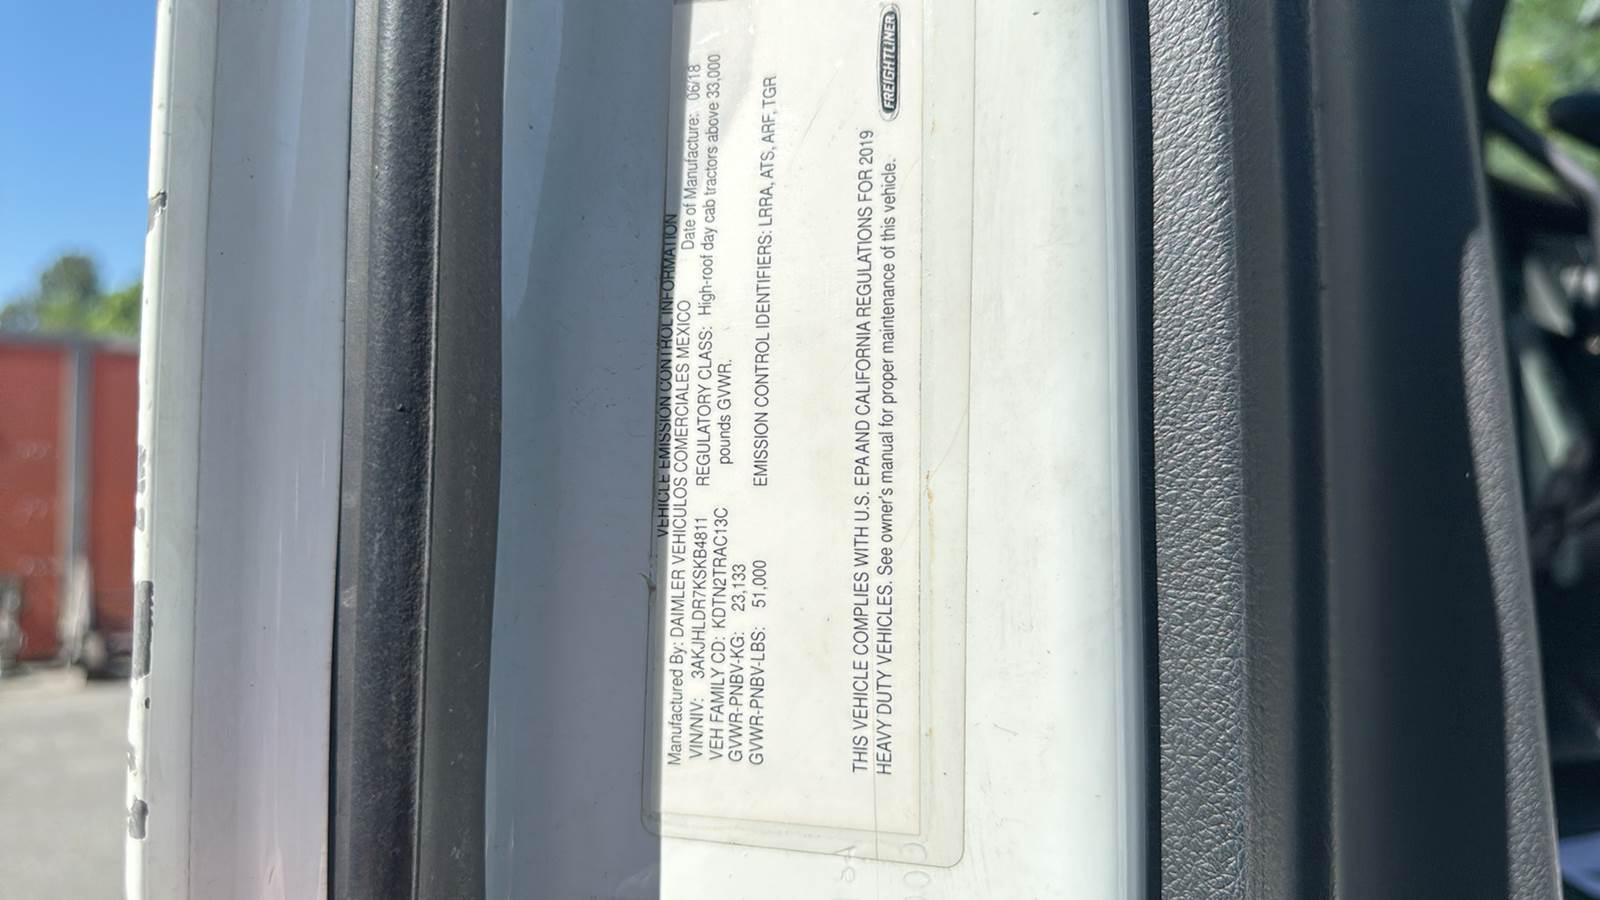 VEHICLE EMISSION CONTROL INFORMATION
Manufactured By: DAIMLER VEHICULOS COMERCIALES MEXICO Date of Manufacture: 06/18
VIN/NIV: 3AKJHLDR7KSKB4811 REGULATORY CLASS: High-roof day cab tractors above 33,000
VEH FAMILY CD: KDTN2TRAC13C pounds GVWR.
GVWR-PNBV-KG: 23,133
GVWR-PNBV-LBS: 51,000 EMISSION CONTROL IDENTIFIERS: LRRA, ATS, ARF, TGR
THIS VEHICLE COMPLIES WITH U.S. EPA AND CALIFORNIA REGULATIONS FOR 2019
HEAVY DUTY VEHICLES. See owner's manual for proper maintenance of this vehicle.
FREIGHTLINER